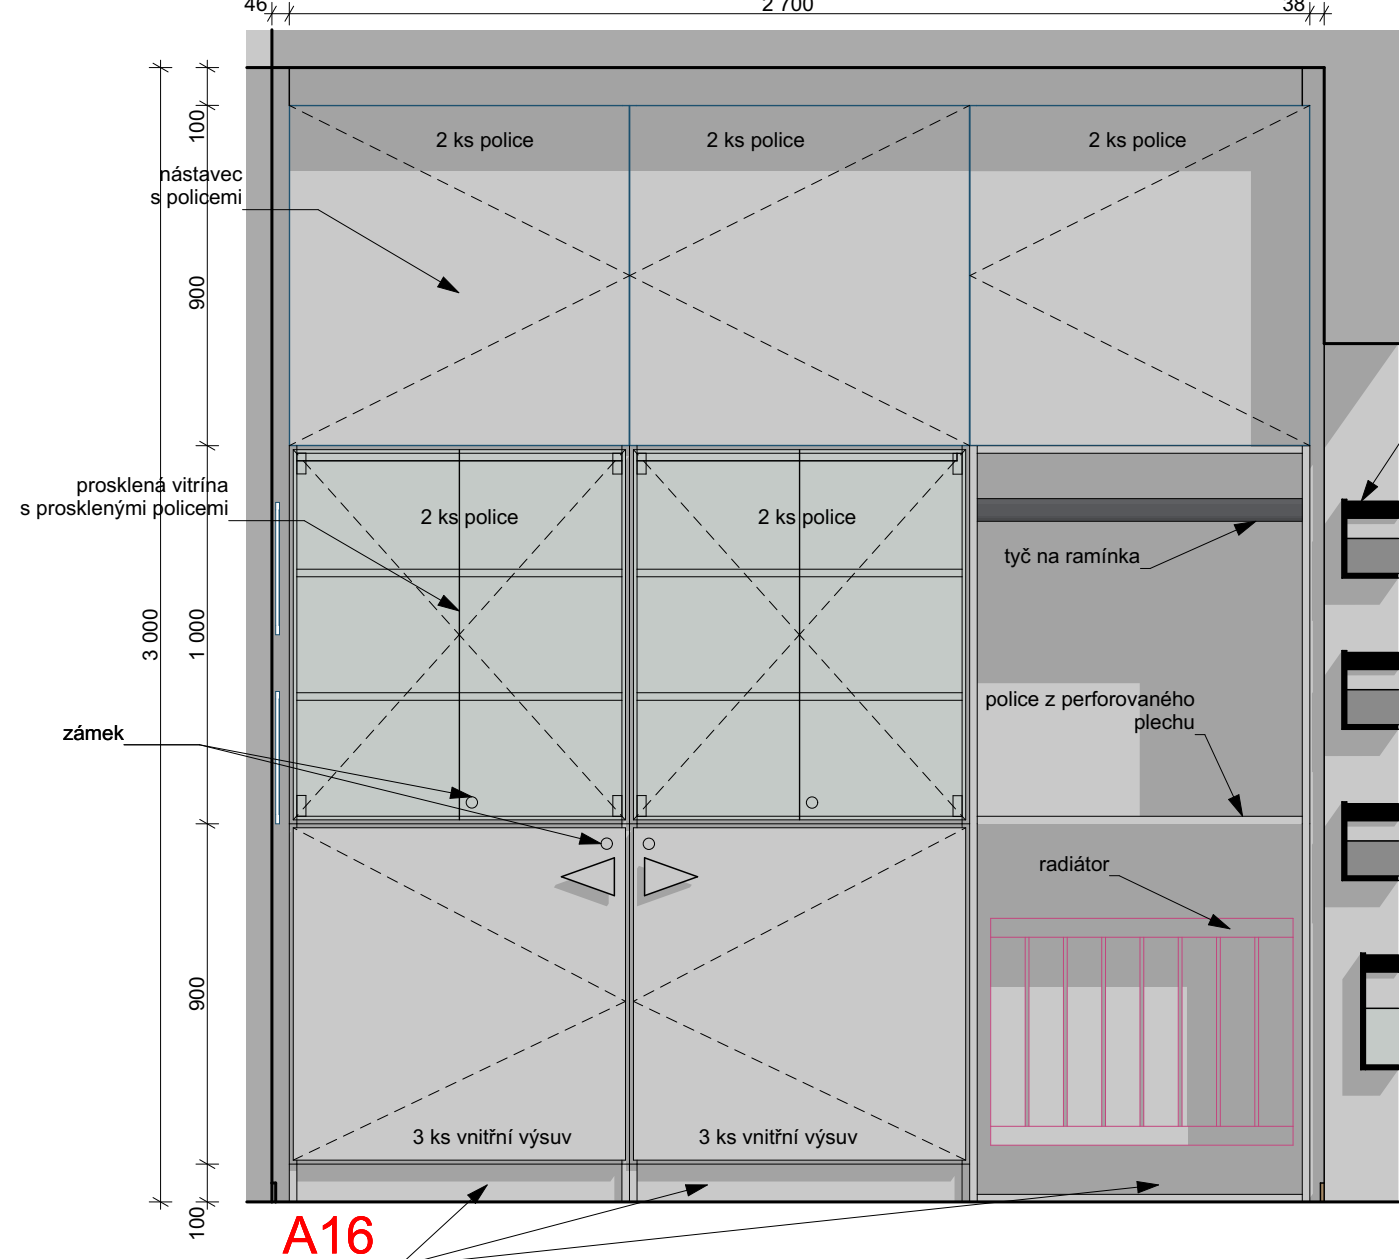 46
2 700
38
100
2 ks police
2 ks police
2 ks police
nástavec
s policemi
900
prosklená vitrína
s prosklenými policemi
2 ks police
2 ks police
tyč na ramínka
3 000
1 000
police z perforovaného
plechu
zámek
radiátor
900
3 ks vnitřní výsuv
3 ks vnitřní výsuv
100
A16